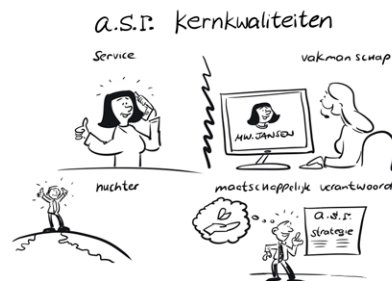 a.s.r. kernkwaliteiten
service
vakmanschap
MW. JANSEN
nuchter
maatschappelijk verantwoord
a.s.r.
strategie